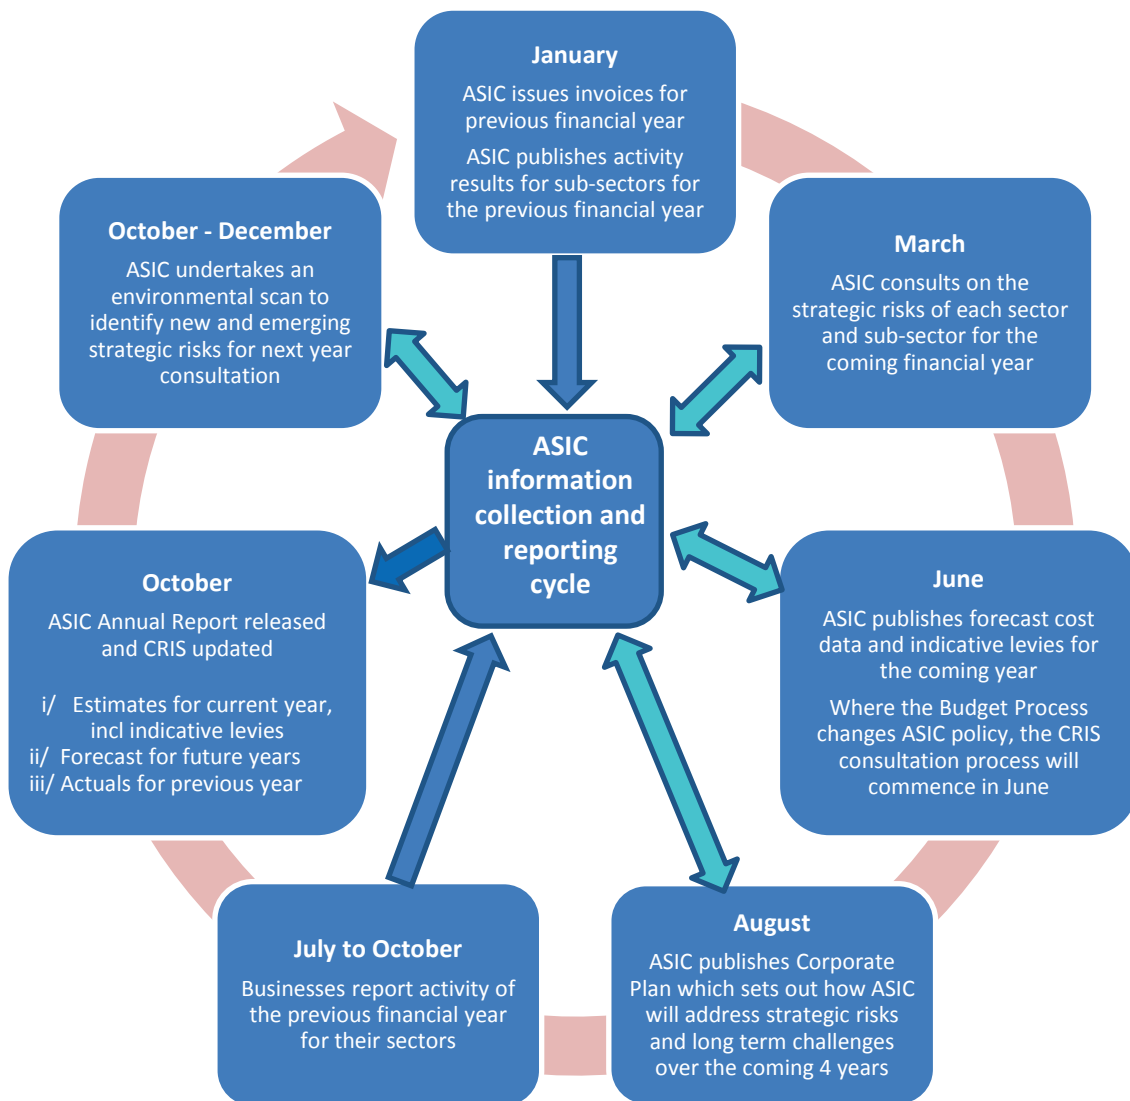 January
ASIC issues invoices for
previous financial year
ASIC publishes activity
results for sub-sectors for
the previous financial year
March
ASIC consults on the
strategic risks of each sector
and sub-sector for the
coming financial year
June
ASIC publishes forecast cost
data and indicative levies for
the coming year
Where the Budget Process
changes ASIC policy, the CRIS
consultation process will
commence in June
August
ASIC publishes Corporate
Plan which sets out how ASIC
will address strategic risks
and long term challenges
over the coming 4 years
July to October
Businesses report activity of
the previous financial year
for their sectors
October
ASIC Annual Report released
and CRIS updated
i/ Estimates for current year,
incl indicative levies
ii/ Forecast for future years
iii/ Actuals for previous year
October - December
ASIC undertakes an
environmental scan to
identify new and emerging
strategic risks for next year
consultation
ASIC
information
collection and
reporting
cycle